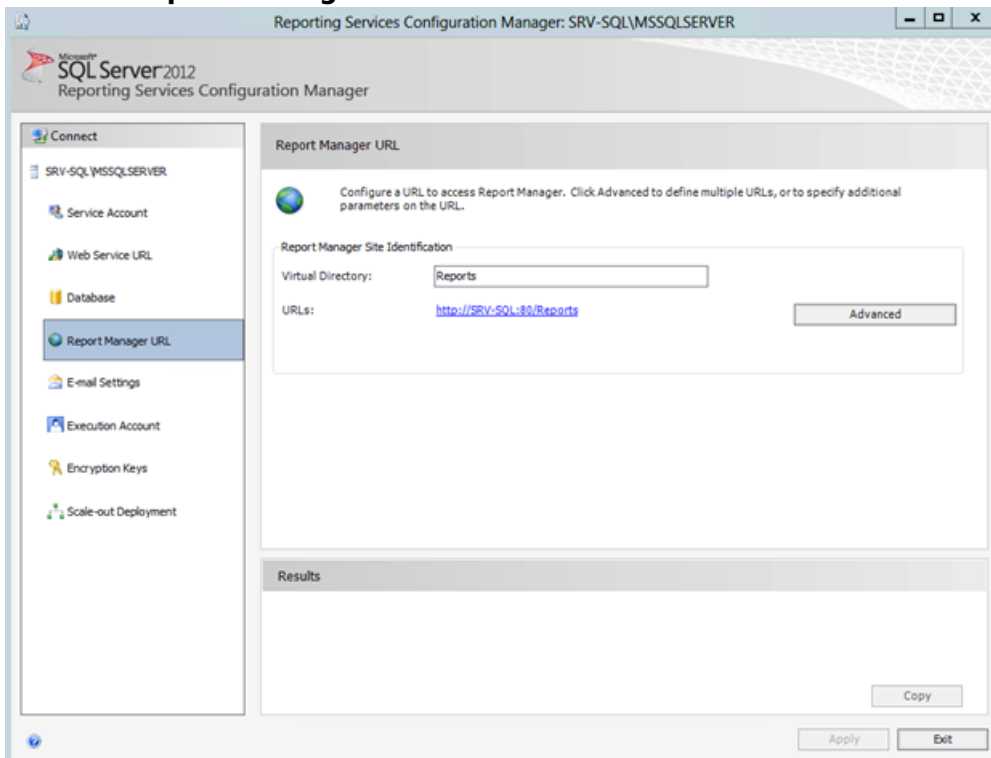 Reporting Services Configuration Manager: SRV-SQL\MSSQLSERVER
Microsoft
SQL Server 2012
Reporting Services Configuration Manager
Connect
SRV-SQL\MSSQLSERVER
Service Account
Web Service URL
Database
Report Manager URL
E-mail Settings
Execution Account
Encryption Keys
Scale-out Deployment
Report Manager URL
Configure a URL to access Report Manager. Click Advanced to define multiple URLs, or to specify additional
parameters on the URL.
Report Manager Site Identification
Virtual Directory: Reports
URLs: http://SRV-SQL:80/Reports Advanced
Results
Copy
Apply Exit